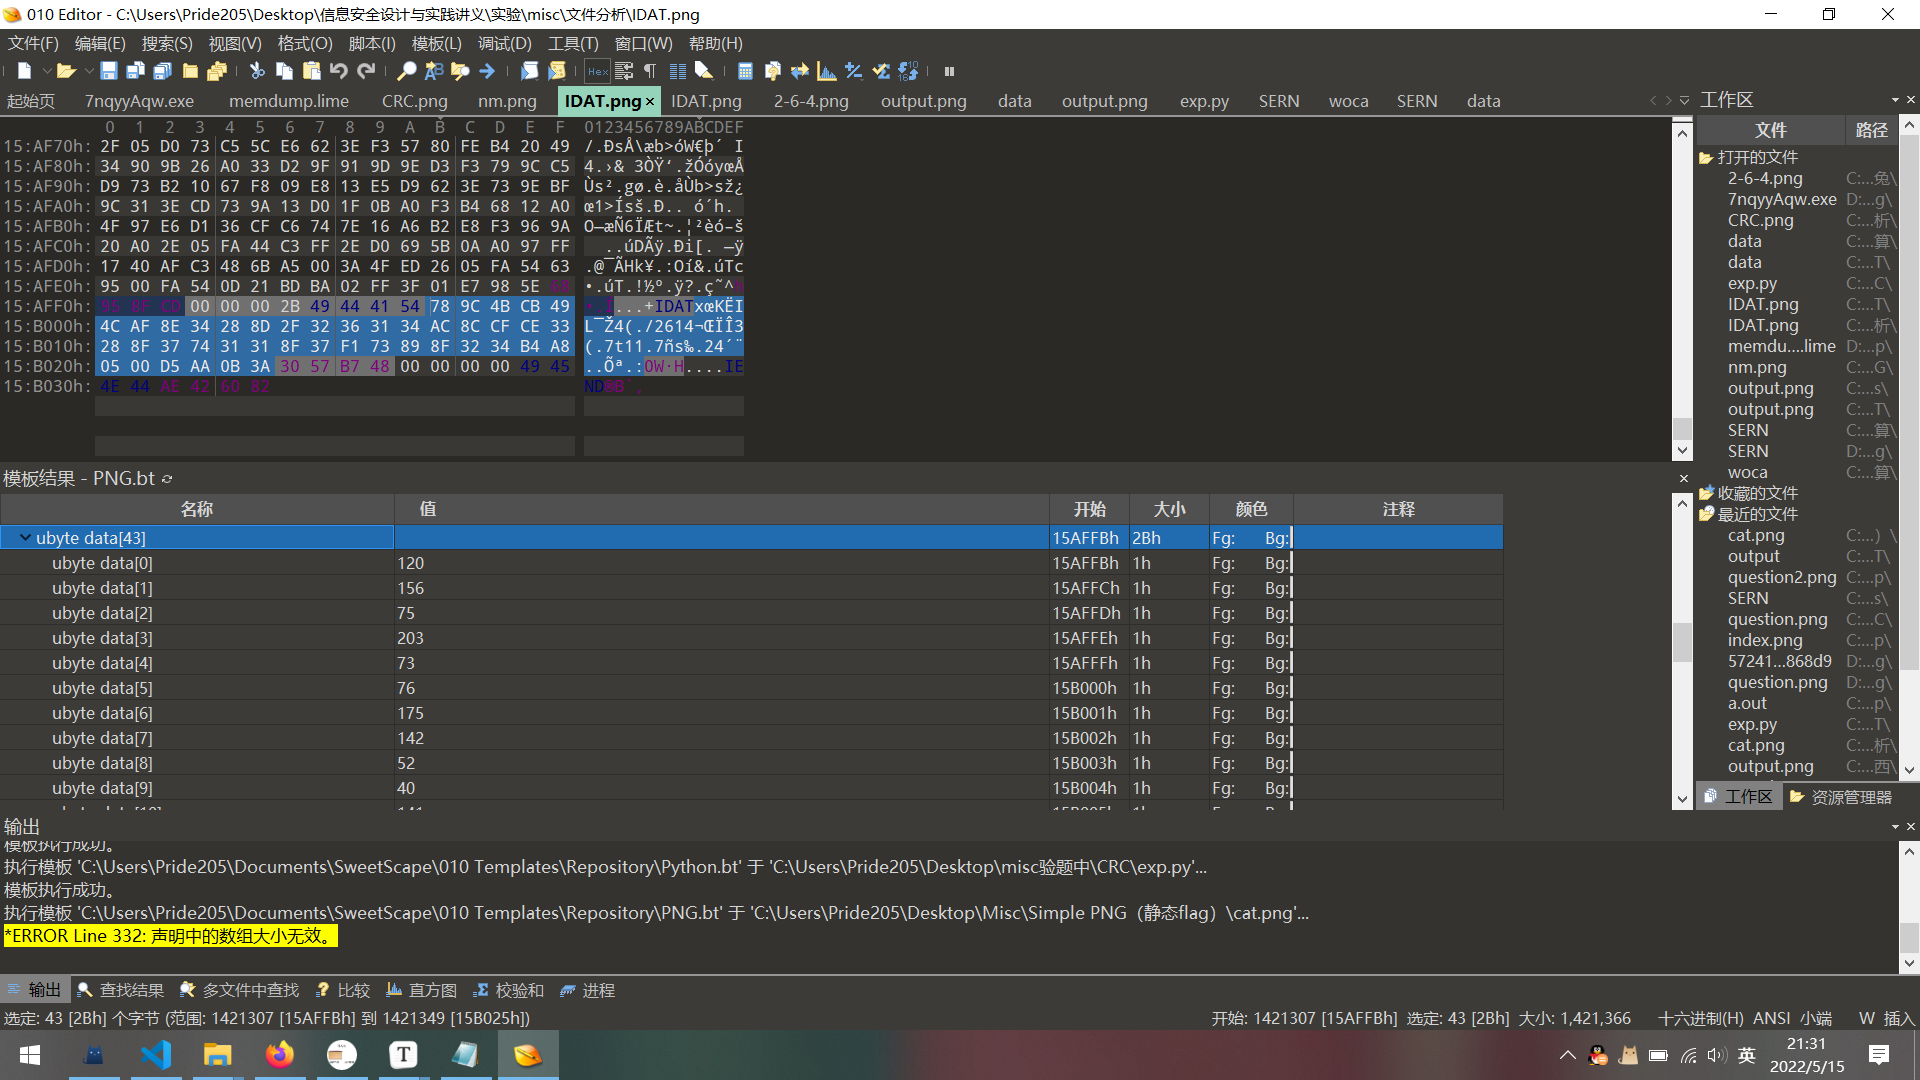 010 Editor - C:\Users\Pride205\Desktop\信息安全设计与实践讲义\实验\misc\文件分析\IDAT.png
文件(F) 编辑(E) 搜索(S) 视图(V) 格式(O) 脚本(I) 模板(L) 调试(D) 工具(T) 窗口(W) 帮助(H)
起始页 7nqyyAqw.exe memdump.lime CRC.png nm.png IDAT.png × IDAT.png 2-6-4.png output.png data output.png exp.py SERN woca SERN data
0 1 2 3 4 5 6 7 8 9 A B C D E F 0123456789ABCDEF
15:AF70h: 2F 05 D0 73 C5 5C E6 62 3E F3 57 80 FE B4 20 49 /.ÐsÅ\æb>óW€þ´ I
15:AF80h: 34 90 9B 26 A0 33 D2 9F 91 9D 9E D3 F3 79 9C C5 4.›& 3ÒŸ‘.žÓóyœÅ
15:AF90h: D9 73 B2 10 67 F8 09 E8 13 E5 D9 62 3E 73 9E BF Ùs².gø.è.åÙb>sž¿
15:AFA0h: 9C 31 3E CD 73 9A 13 D0 1F 0B A0 F3 B4 68 12 A0 œ1>Ísš.Ð.. ó´h.
15:AFB0h: 4F 97 E6 D1 36 CF C6 74 7E 16 A6 B2 E8 F3 96 9A O—æÑ6ÏÆt~.¦²èó–š
15:AFC0h: 20 A0 2E 05 FA 44 C3 FF 2E D0 69 5B 0A A0 97 FF ..úDÃÿ.Ði[. —ÿ
15:AFD0h: 17 40 AF C3 48 6B A5 00 3A 4F ED 26 05 FA 54 63 .@¯ÃHk¥.:Oí&.úTc
15:AFE0h: 95 00 FA 54 0D 21 BD BA 02 FF 3F 01 E7 98 5E •.úT.!½º.ÿ?.ç˜^
15:AFF0h: 95 8F CD 00 00 00 2B 49 44 41 54 78 9C 4B CB 49 •.Í...+IDATxœKËI
15:B000h: 4C AF 8E 34 28 8D 2F 32 36 31 34 AC 8C CF CE 33 L¯Ž4(./2614¬ŒÏÎ3
15:B010h: 28 8F 37 74 31 31 8F 37 F1 73 89 8F 32 34 B4 A8 (.7t11.7ñs‰.24´¨
15:B020h: 05 00 D5 AA 0B 3A 30 57 B7 48 00 00 00 00 49 45 ..Õª.:0W·H....IE
15:B030h: 4E 44 AE 42 60 82 ND®B`‚
工作区
文件 路径
打开的文件
2-6-4.png C:...兔\
7nqyyAqw.exe D:...g\
CRC.png C:...析\
data C:...算\
data C:...T\
exp.py C:...C\
IDAT.png C:...T\
IDAT.png C:...析\
memdu....lime D:...p\
nm.png C:...G\
output.png C:...s\
output.png C:...T\
SERN C:...算\
SERN D:...g\
woca C:...算\
收藏的文件
最近的文件
cat.png C:...）\
output C:...T\
question2.png C:...p\
SERN C:...s\
question.png C:...C\
index.png C:...p\
57241...868d9 D:...g\
question.png D:...g\
a.out C:...p\
exp.py C:...T\
cat.png C:...析\
output.png C:...西\
工作区 资源管理器
模板结果 - PNG.bt
名称 值 开始 大小 颜色 注释
ubyte data[43] 15AFFBh 2Bh Fg: Bg:
ubyte data[0] 120 15AFFBh 1h Fg: Bg:
ubyte data[1] 156 15AFFCh 1h Fg: Bg:
ubyte data[2] 75 15AFFDh 1h Fg: Bg:
ubyte data[3] 203 15AFFEh 1h Fg: Bg:
ubyte data[4] 73 15AFFFh 1h Fg: Bg:
ubyte data[5] 76 15B000h 1h Fg: Bg:
ubyte data[6] 175 15B001h 1h Fg: Bg:
ubyte data[7] 142 15B002h 1h Fg: Bg:
ubyte data[8] 52 15B003h 1h Fg: Bg:
ubyte data[9] 40 15B004h 1h Fg: Bg:
输出
模板执行成功。
执行模板 'C:\Users\Pride205\Documents\SweetScape\010 Templates\Repository\Python.bt' 于 'C:\Users\Pride205\Desktop\misc验题中\CRC\exp.py'...
模板执行成功。
执行模板 'C:\Users\Pride205\Documents\SweetScape\010 Templates\Repository\PNG.bt' 于 'C:\Users\Pride205\Desktop\Misc\Simple PNG（静态flag）\cat.png'...
*ERROR Line 332: 声明中的数组大小无效。
输出 查找结果 多文件中查找 比较 直方图 校验和 进程
选定: 43 [2Bh] 个字节 (范围: 1421307 [15AFFBh] 到 1421349 [15B025h]) 开始: 1421307 [15AFFBh] 选定: 43 [2Bh] 大小: 1,421,366 十六进制(H) ANSI 小端 W 插入
英 21:31
2022/5/15